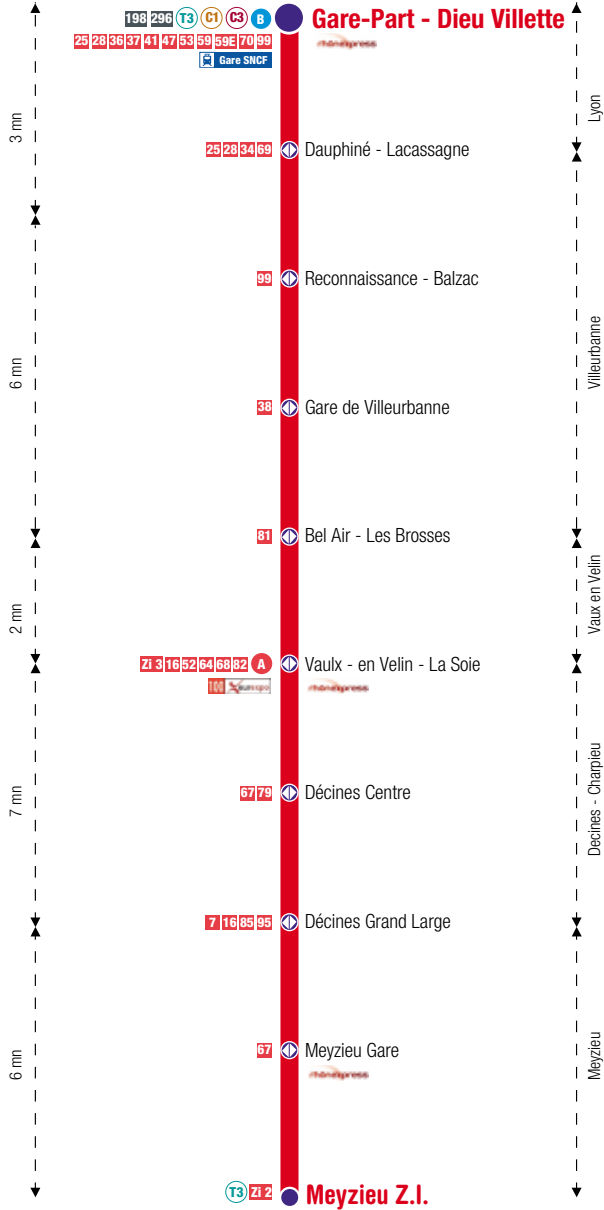 198 296 T3 C1 C3 B Gare-Part - Dieu Villette
25 28 36 37 41 47 53 59 59E 70 99 rhônexpress
Gare SNCF
Lyon
3 mn
25 28 34 69 Dauphiné - Lacassagne
99 Reconnaissance - Balzac
Villeurbanne
6 mn
38 Gare de Villeurbanne
81 Bel Air - Les Brosses
Vaux en Velin
2 mn
Zi 3 16 52 64 68 82 A Vaulx - en Velin - La Soie
100 eurexpo rhônexpress
Decines - Charpieu
7 mn
67 79 Décines Centre
7 16 85 95 Décines Grand Large
67 Meyzieu Gare
rhônexpress
Meyzieu
6 mn
T3 Zi 2 Meyzieu Z.I.